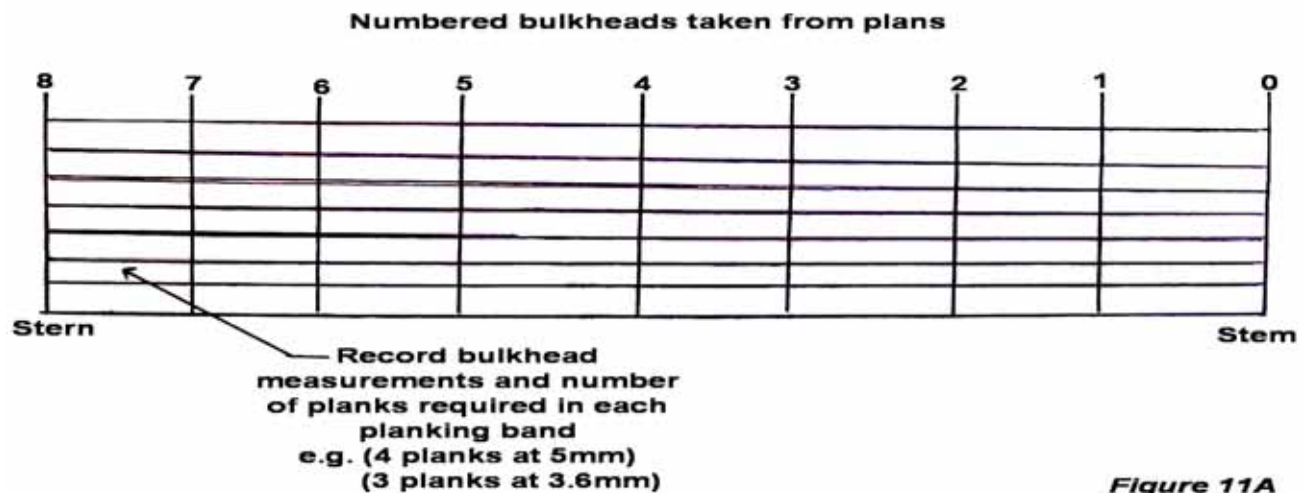 Numbered bulkheads taken from plans
8 7 6 5 4 3 2 1 0
Stern
Stem
Record bulkhead
measurements and number
of planks required in each
planking band
e.g. (4 planks at 5mm)
(3 planks at 3.6mm)
Figure 11A